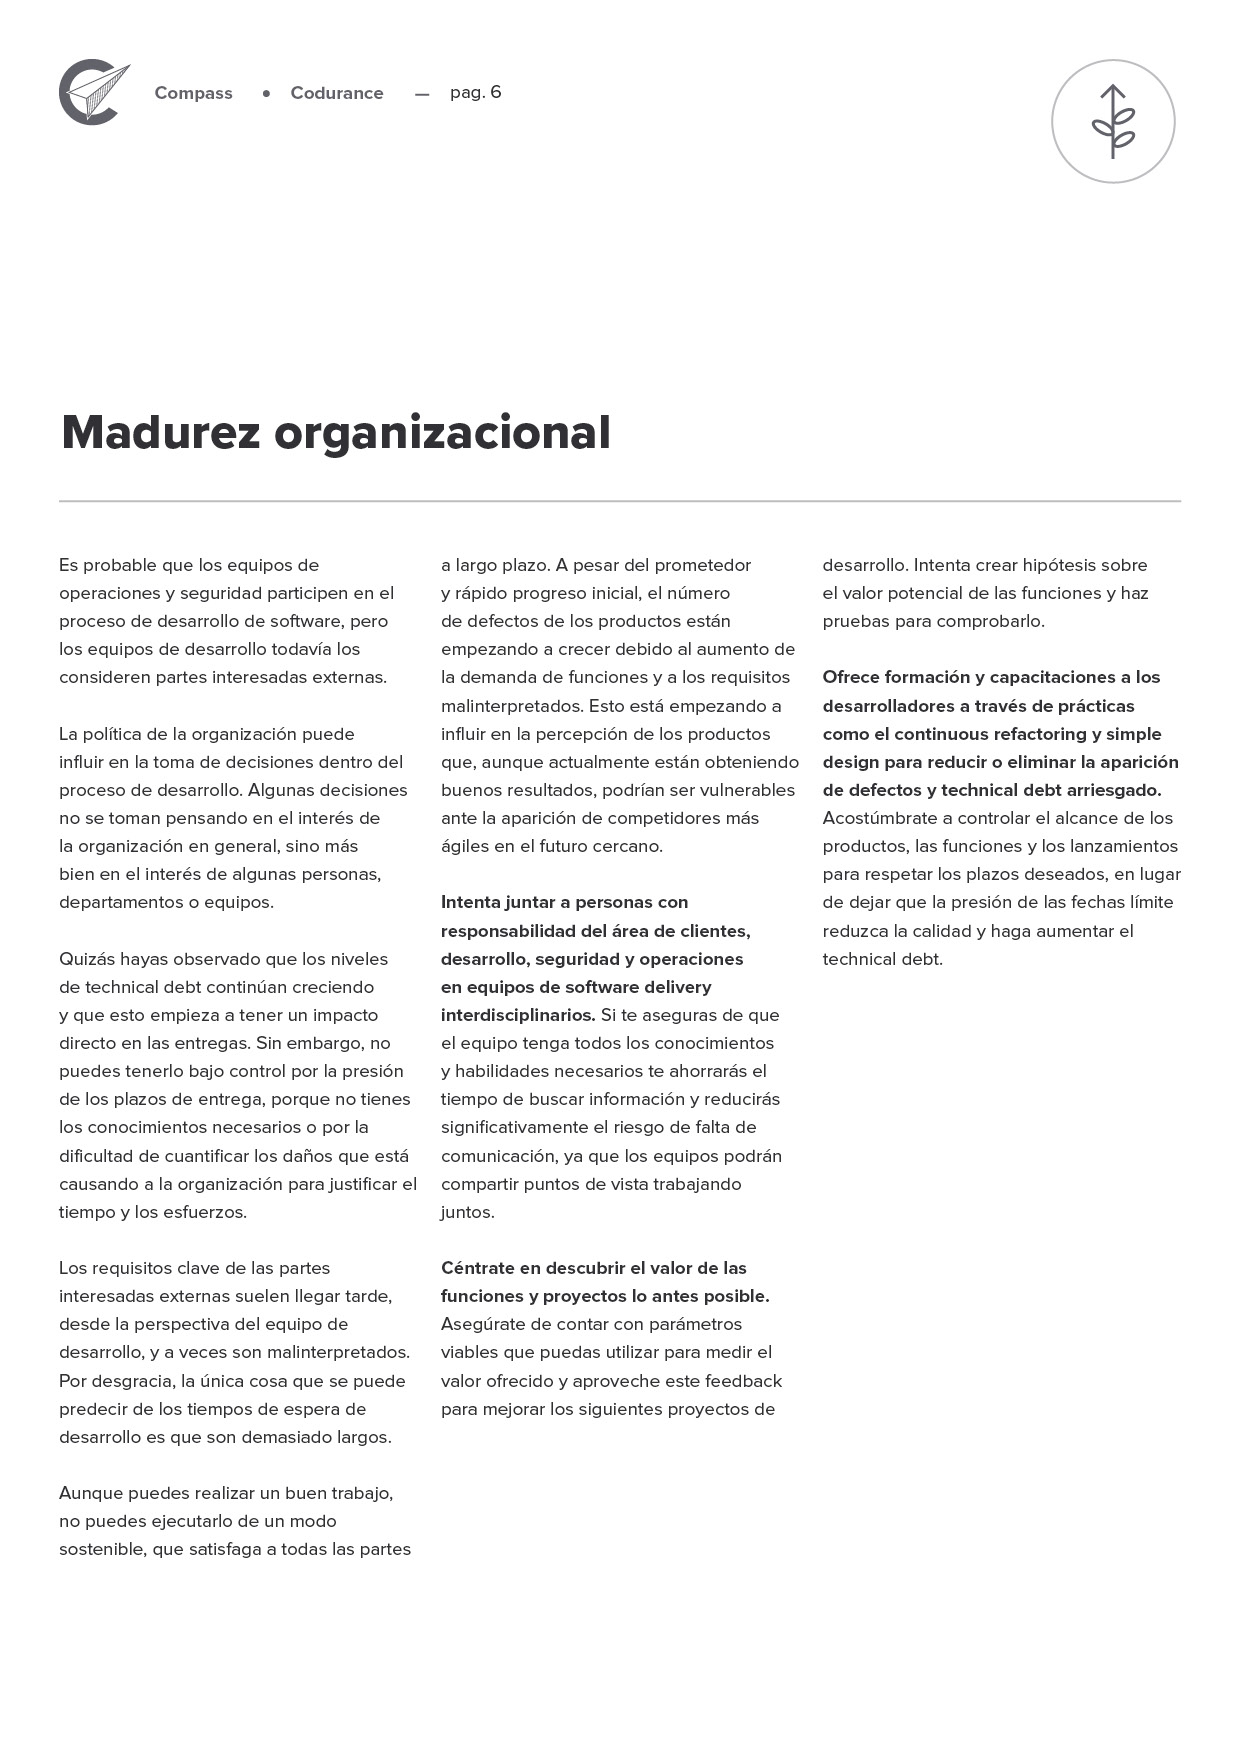 Compass • Codurance — pag. 6
Madurez organizacional
Es probable que los equipos de
operaciones y seguridad participen en el
proceso de desarrollo de software, pero
los equipos de desarrollo todavía los
consideren partes interesadas externas.
La política de la organización puede
influir en la toma de decisiones dentro del
proceso de desarrollo. Algunas decisiones
no se toman pensando en el interés de
la organización en general, sino más
bien en el interés de algunas personas,
departamentos o equipos.
Quizás hayas observado que los niveles
de technical debt continúan creciendo
y que esto empieza a tener un impacto
directo en las entregas. Sin embargo, no
puedes tenerlo bajo control por la presión
de los plazos de entrega, porque no tienes
los conocimientos necesarios o por la
dificultad de cuantificar los daños que está
causando a la organización para justificar el
tiempo y los esfuerzos.
Los requisitos clave de las partes
interesadas externas suelen llegar tarde,
desde la perspectiva del equipo de
desarrollo, y a veces son malinterpretados.
Por desgracia, la única cosa que se puede
predecir de los tiempos de espera de
desarrollo es que son demasiado largos.
Aunque puedes realizar un buen trabajo,
no puedes ejecutarlo de un modo
sostenible, que satisfaga a todas las partes
a largo plazo. A pesar del prometedor
y rápido progreso inicial, el número
de defectos de los productos están
empezando a crecer debido al aumento de
la demanda de funciones y a los requisitos
malinterpretados. Esto está empezando a
influir en la percepción de los productos
que, aunque actualmente están obteniendo
buenos resultados, podrían ser vulnerables
ante la aparición de competidores más
ágiles en el futuro cercano.
Intenta juntar a personas con
responsabilidad del área de clientes,
desarrollo, seguridad y operaciones
en equipos de software delivery
interdisciplinarios. Si te aseguras de que
el equipo tenga todos los conocimientos
y habilidades necesarios te ahorrarás el
tiempo de buscar información y reducirás
significativamente el riesgo de falta de
comunicación, ya que los equipos podrán
compartir puntos de vista trabajando
juntos.
Céntrate en descubrir el valor de las
funciones y proyectos lo antes posible.
Asegúrate de contar con parámetros
viables que puedas utilizar para medir el
valor ofrecido y aproveche este feedback
para mejorar los siguientes proyectos de
desarrollo. Intenta crear hipótesis sobre
el valor potencial de las funciones y haz
pruebas para comprobarlo.
Ofrece formación y capacitaciones a los
desarrolladores a través de prácticas
como el continuous refactoring y simple
design para reducir o eliminar la aparición
de defectos y technical debt arriesgado.
Acostúmbrate a controlar el alcance de los
productos, las funciones y los lanzamientos
para respetar los plazos deseados, en lugar
de dejar que la presión de las fechas límite
reduzca la calidad y haga aumentar el
technical debt.